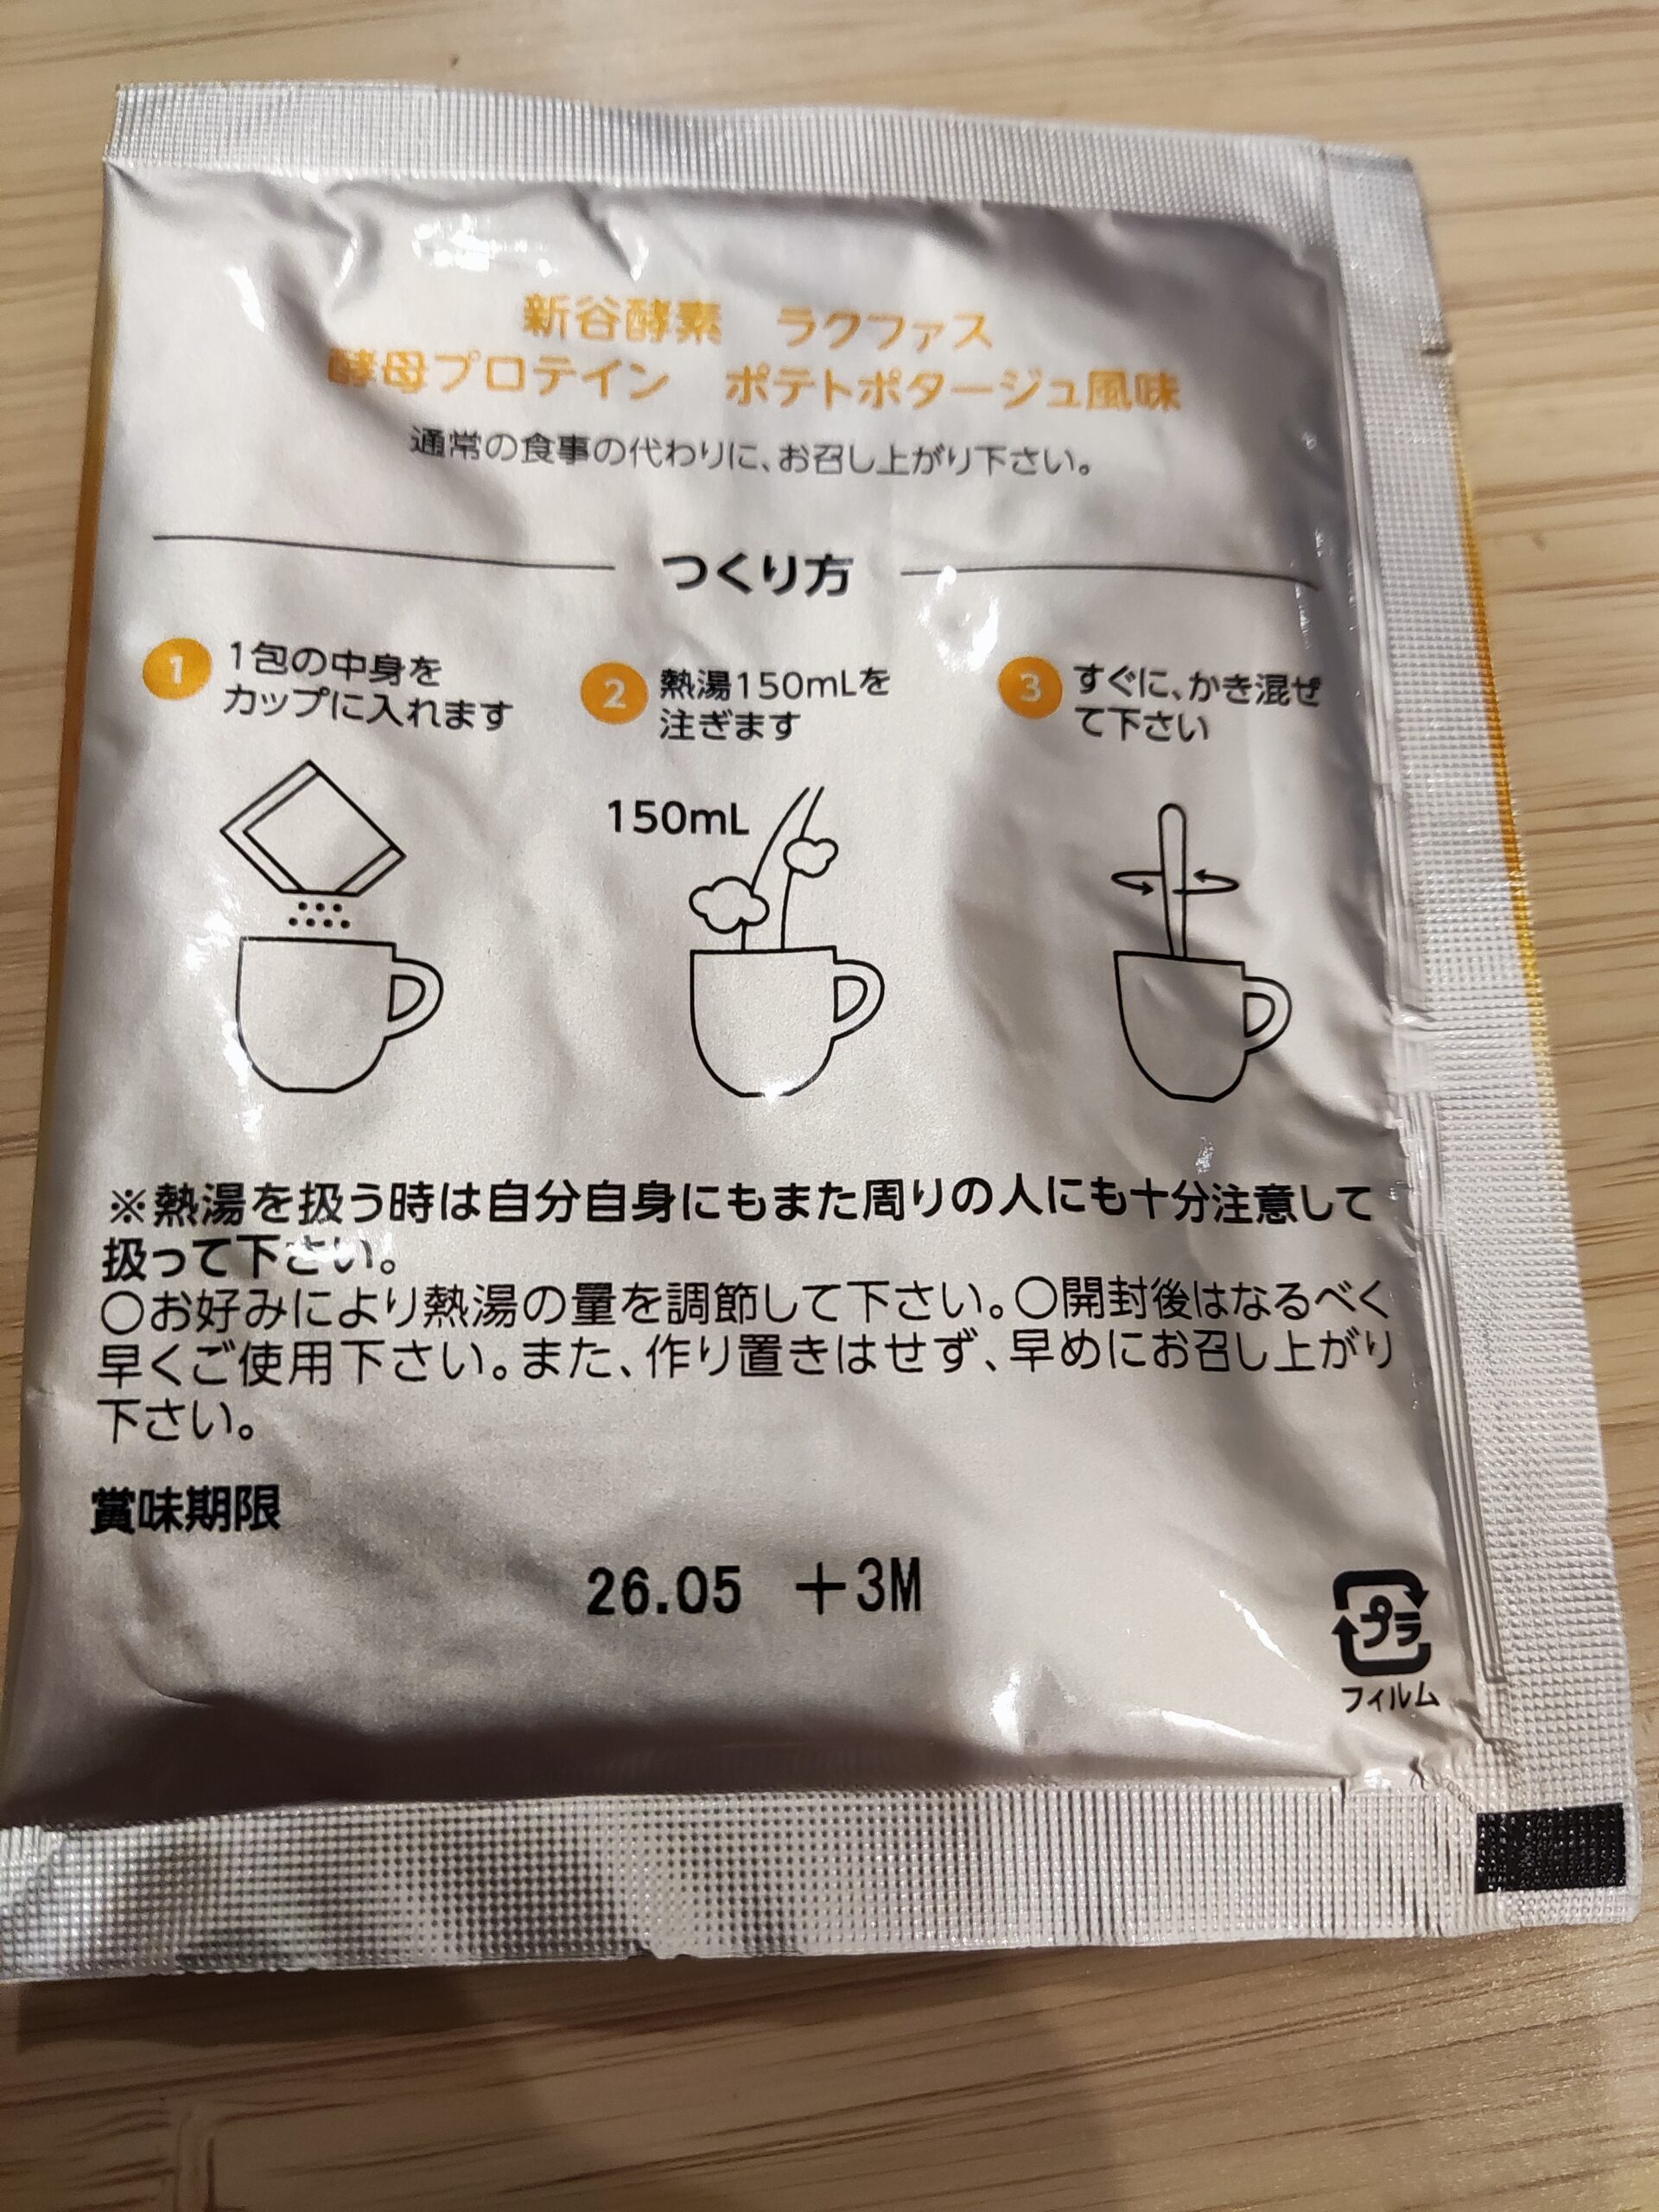 新谷酵素　ラクファス
酵母プロテイン　ポテトポタージュ風味
通常の食事の代わりに、お召し上がり下さい。
つくり方
1 1包の中身を
カップに入れます
2 熱湯150mLを
注ぎます
3 すぐに、かき混ぜ
て下さい
150mL
※熱湯を扱う時は自分自身にもまた周りの人にも十分注意して
扱って下さい。
〇お好みにより熱湯の量を調節して下さい。〇開封後はなるべく
早くご使用下さい。また、作り置きはせず、早めにお召し上がり
下さい。
賞味期限
26.05 +3M
プラ
フィルム